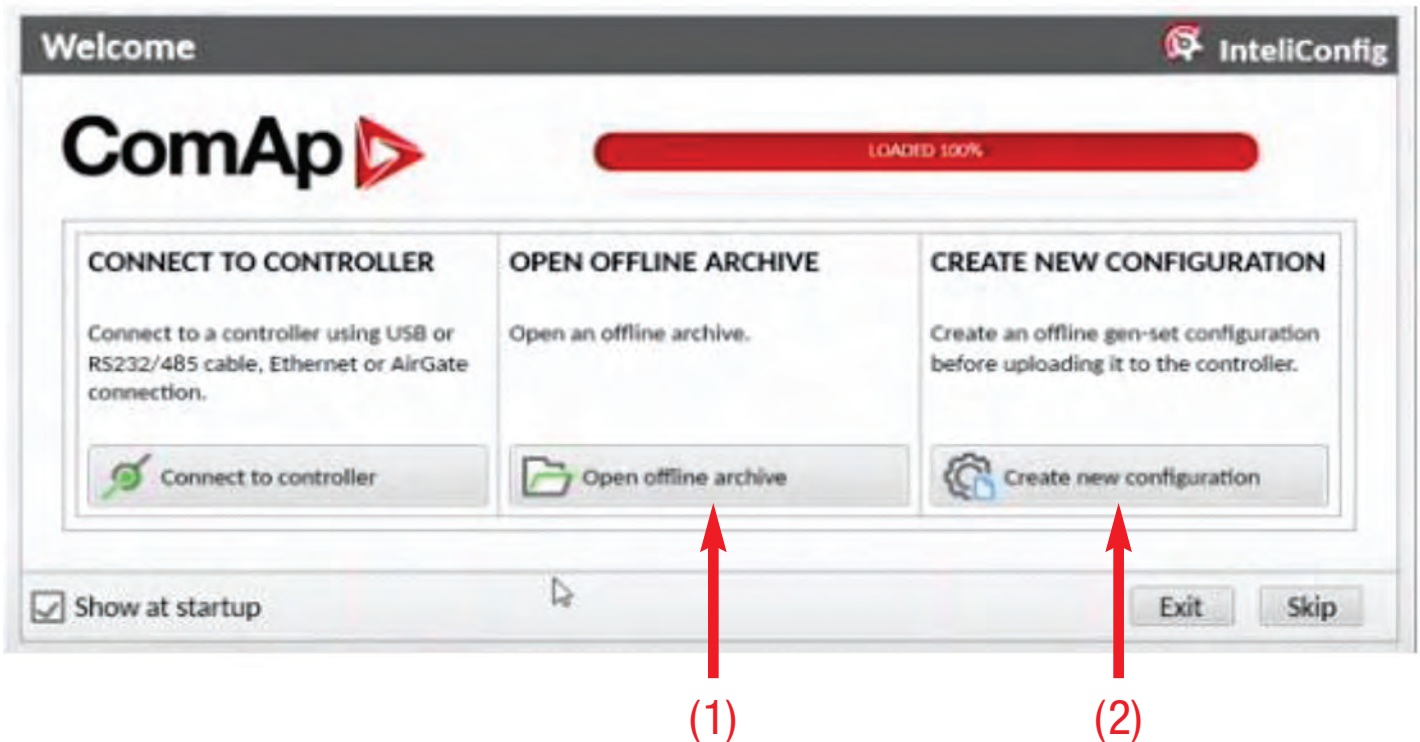 Welcome
InteliConfig
ComAp
LOADED 100%
CONNECT TO CONTROLLER
Connect to a controller using USB or
RS232/485 cable, Ethernet or AirGate
connection.
Connect to controller
OPEN OFFLINE ARCHIVE
Open an offline archive.
Open offline archive
CREATE NEW CONFIGURATION
Create an offline gen-set configuration
before uploading it to the controller.
Create new configuration
Show at startup
Exit
Skip
(1)
(2)